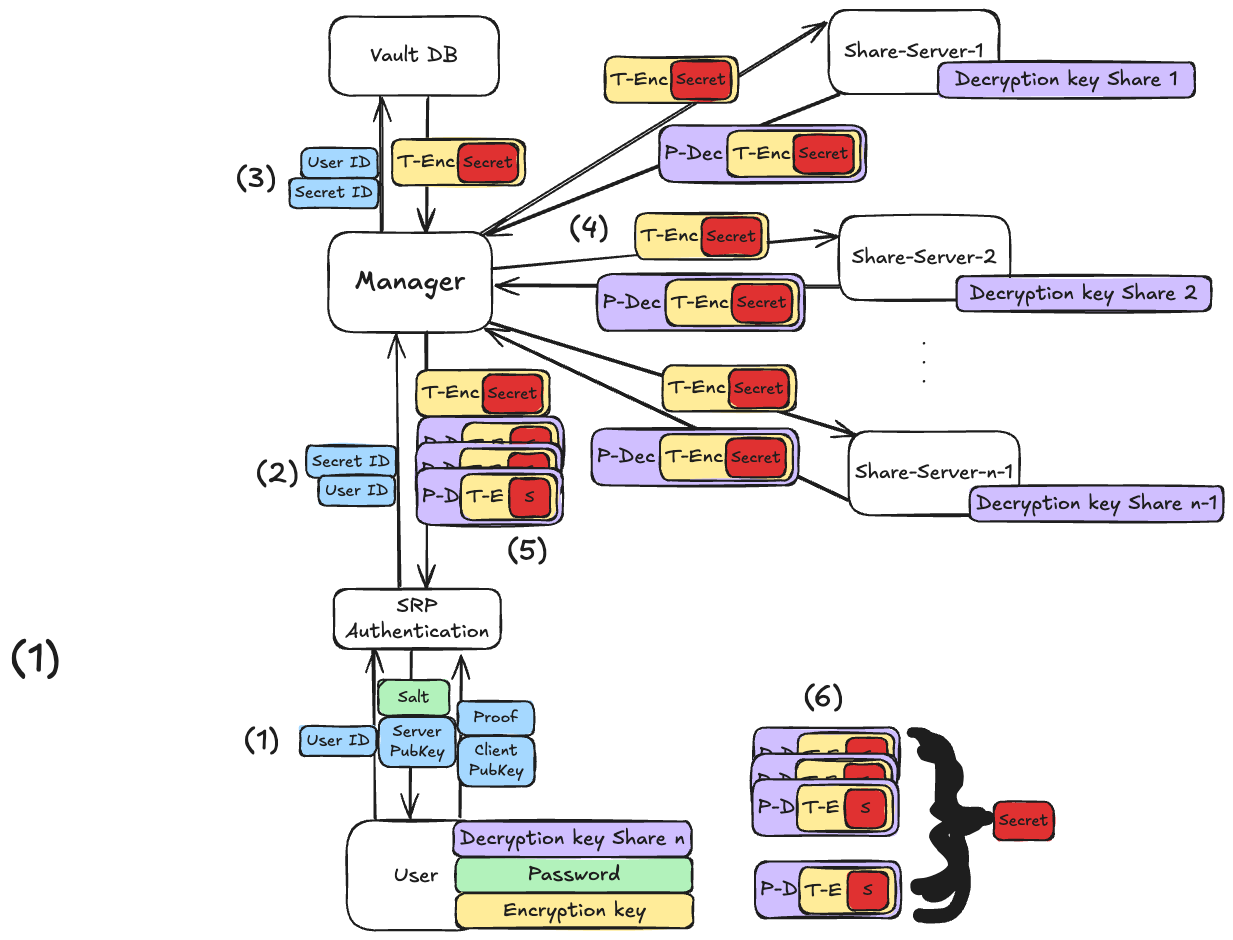 Vault DB
Share-Server-1
Decryption key Share 1
T-Enc Secret
P-Dec T-Enc Secret
(3)
User ID
Secret ID
T-Enc Secret
Manager
(4)
T-Enc Secret
P-Dec T-Enc Secret
Share-Server-2
Decryption key Share 2
T-Enc Secret
P-Dec T-Enc Secret
Share-Server-n-1
Decryption key Share n-1
(2)
Secret ID
User ID
T-Enc Secret
P-D T-E S
(5)
SRP
Authentication
(1)
(1)
User ID
Salt
Server
PubKey
Proof
Client
PubKey
User
Decryption key Share n
Password
Encryption key
(6)
P-D T-E S
P-D T-E S
Secret